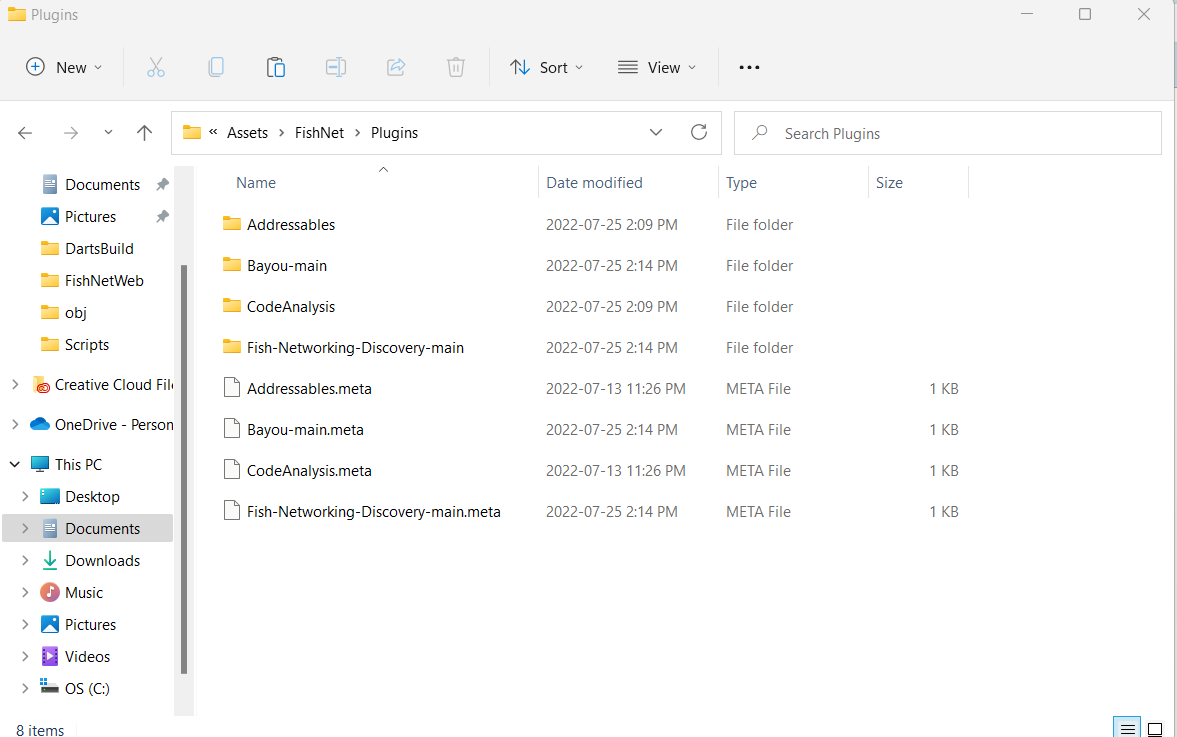 Plugins
New
Sort
View
« Assets > FishNet > Plugins
Search Plugins
Documents
Pictures
DartsBuild
FishNetWeb
obj
Scripts
Creative Cloud File
OneDrive - Person
This PC
Desktop
Documents
Downloads
Music
Pictures
Videos
OS (C:)
Name Date modified Type Size
Addressables 2022-07-25 2:09 PM File folder
Bayou-main 2022-07-25 2:14 PM File folder
CodeAnalysis 2022-07-25 2:09 PM File folder
Fish-Networking-Discovery-main 2022-07-25 2:14 PM File folder
Addressables.meta 2022-07-13 11:26 PM META File 1 KB
Bayou-main.meta 2022-07-25 2:14 PM META File 1 KB
CodeAnalysis.meta 2022-07-13 11:26 PM META File 1 KB
Fish-Networking-Discovery-main.meta 2022-07-25 2:14 PM META File 1 KB
8 items